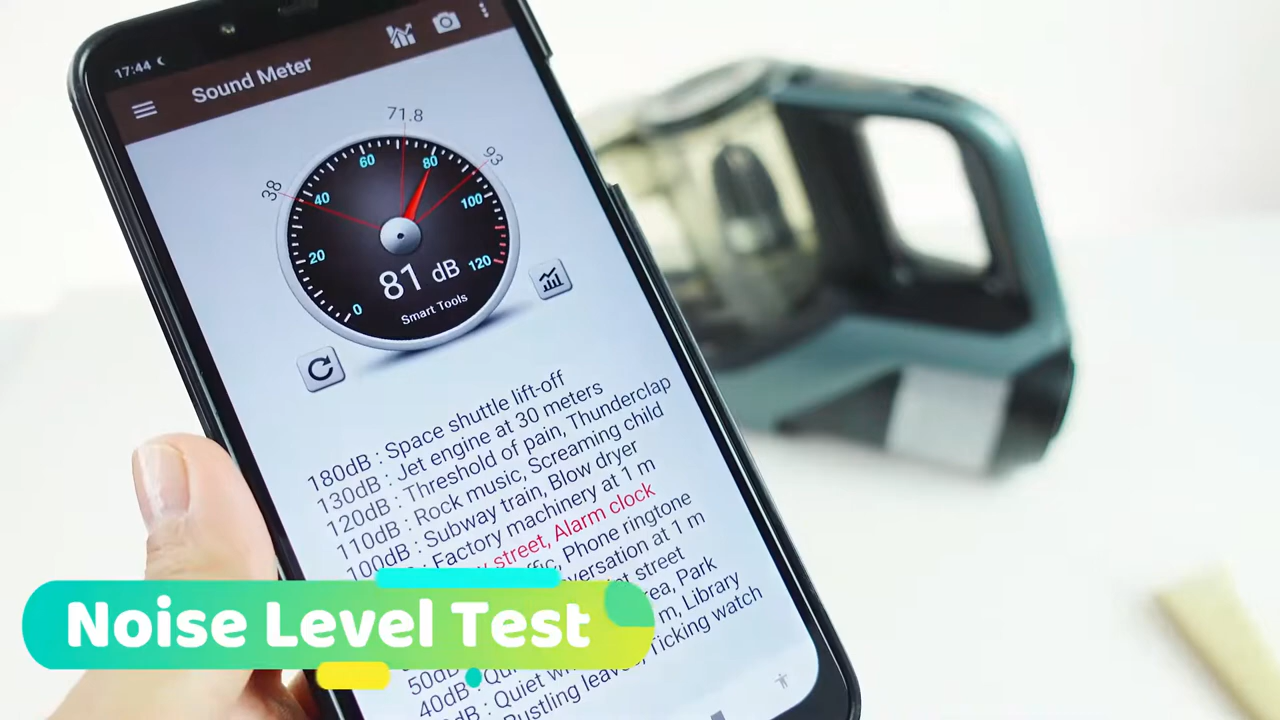 17:44
Sound Meter
71.8
38
93
60
80
40
100
20
120
0
81 dB
Smart Tools
180dB : Space shuttle lift-off
130dB : Jet engine at 30 meters
120dB : Threshold of pain, Thunderclap
110dB : Rock music, Screaming child
100dB : Subway train, Blow dryer
: Factory machinery at 1 m
street, Alarm clock
Phone ringtone
at 1 m
street
Park
m, Library
50dB
40dB : 
: Quiet
Rustling leaves, Ticking watch
Noise Level Test